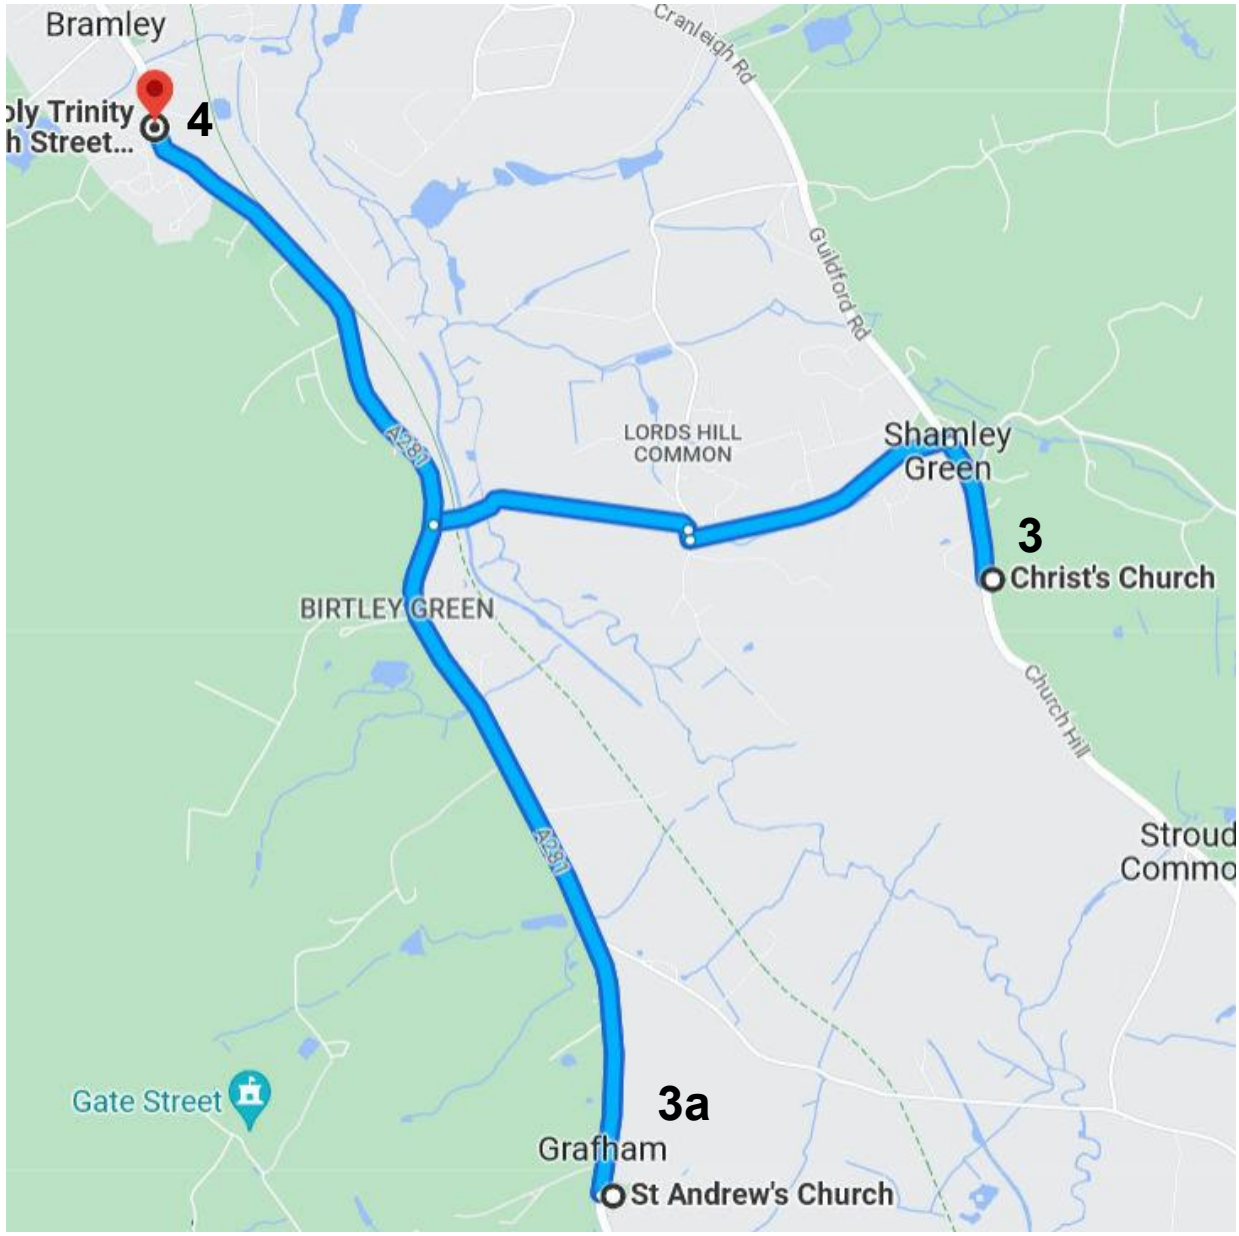 Bramley
Cranleigh Rd
oly Trinity
h Street...
4
Guildford Rd
LORDS HILL
COMMON
Shamley
Green
A281
3
Christ's Church
BIRTLEY GREEN
Church Hill
Stroud
Commo
A281
Gate Street
3a
Grafham
St Andrew's Church